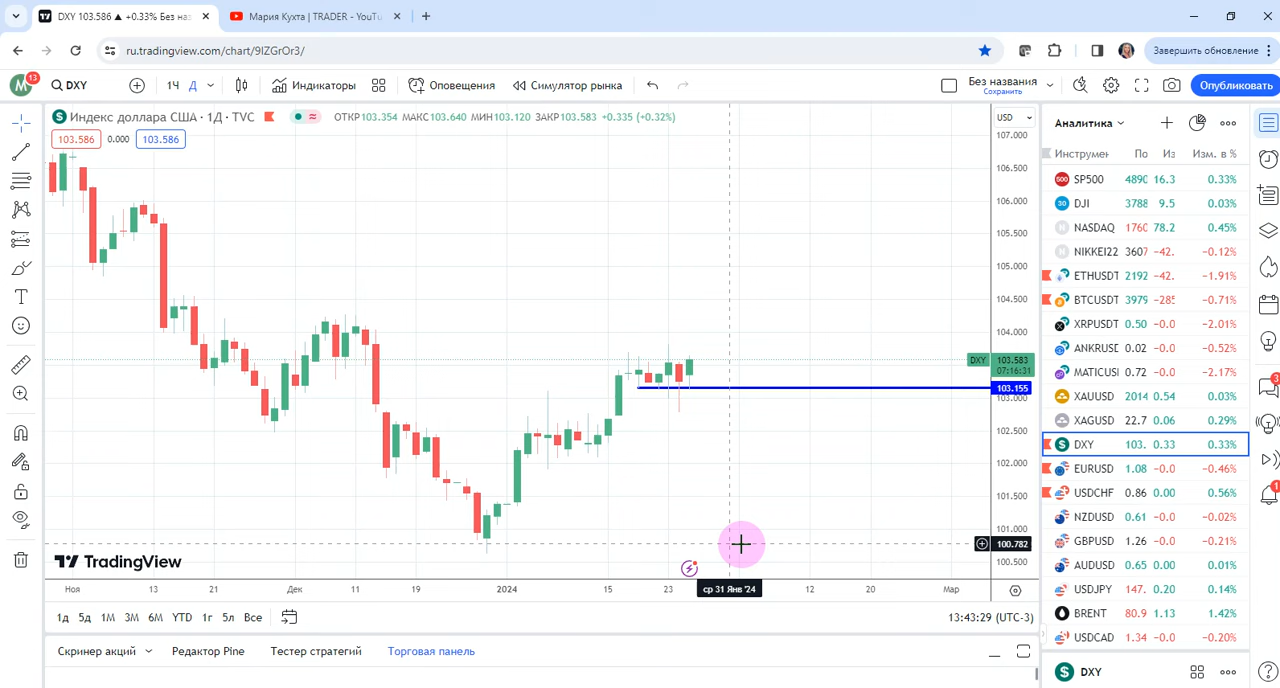 DXY 103.586 ▲ +0.33% Без наз
Мария Кухта | TRADER - YouTu
ru.tradingview.com/chart/9IZGrOr3/
Завершить обновление
M 13
DXY
1Ч Д
Индикаторы
Оповещения
Симулятор рынка
Без названия
Сохранить
Опубликовать
Индекс доллара США · 1Д · TVC
103.354 МАКС103.640 МИН103.120 ЗАКР103.583 +0.335 (+0.32%)
103.586 0.000 103.586
USD
107.000
106.500
106.000
105.500
105.000
104.500
104.000
DXY 103.583
07:16:31
103.155
103.000
102.500
102.000
101.500
101.000
100.782
100.500
TradingView
Ноя
Дек 19 2024 15 23 ср 31 Янв '24 12 20 Мар
1д 5д 1М 3М 6М YTD 1г 5л Все
13:43:29 (UTC-3)
Скринер акций Редактор Pine Тестер Торговая панель
Аналитика
Инструмен По Из Изм. в %
SP500 4890 16.3 0.33%
DJI 3788 9.5 0.03%
NASDAQ 1760 78.2 0.45%
NIKKEI22 3607 −42. −0.12%
ETHUSDT 2192 −42. −1.91%
BTCUSDT 3979 −285 −0.71%
XRPUSDT 0.50 −0.0 −2.01%
ANKRUSI 0.02 −0.0 −0.52%
MATICUSI 0.72 −0.0 −2.17%
XAUUSD 2014 0.54 0.03%
XAGUSD 22.7 0.06 0.29%
DXY 103. 0.33 0.33%
EURUSD 1.08 −0.0 −0.46%
USDCHF 0.86 0.00 0.56%
NZDUSD 0.61 −0.0 −0.02%
GBPUSD 1.26 −0.0 −0.21%
AUDUSD 0.65 0.00 0.01%
USDJPY 147. 0.20 0.14%
BRENT 80.9 1.13 1.42%
USDCAD 1.34 −0.0 −0.20%
DXY